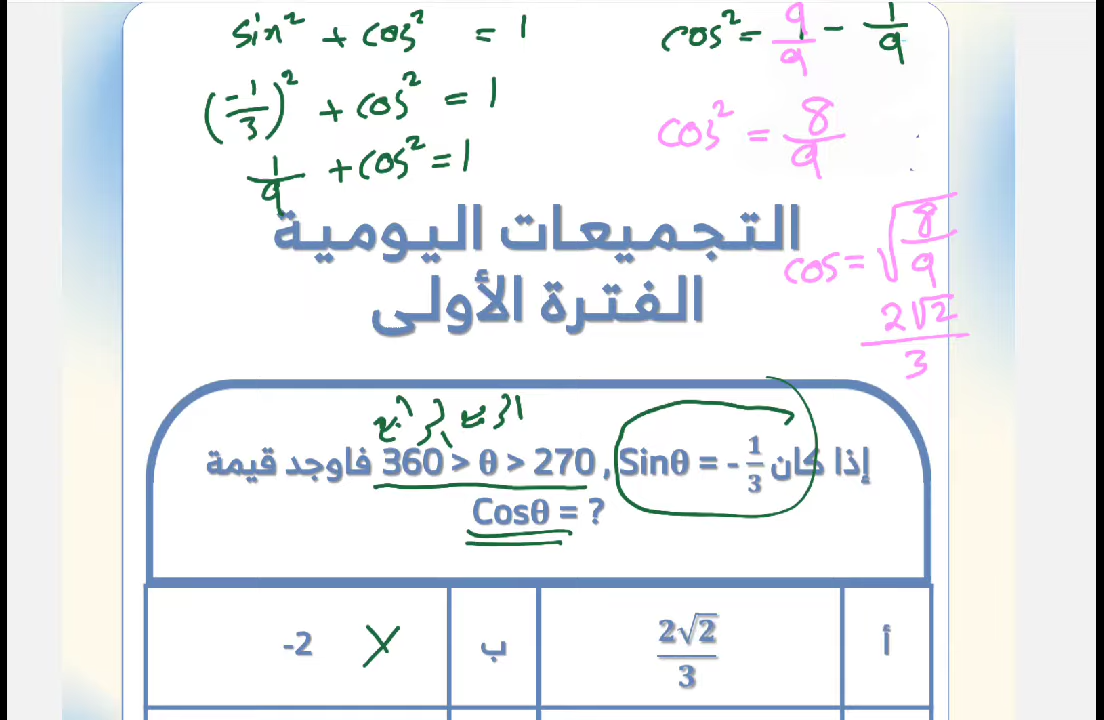 sin² + cos² = 1
(-1/3)² + cos² = 1
1/9 + cos² = 1
cos² = 9/9 - 1/9
cos² = 8/9
cos = √8/9
2√2/3
التجميعات اليومية
الفترة الأولى
الربع الرابع
إذا كان Sinθ = - 1/3 , 360 > θ > 270 فاوجد قيمة
Cosθ = ?
أ 2√2/3 ب -2 X